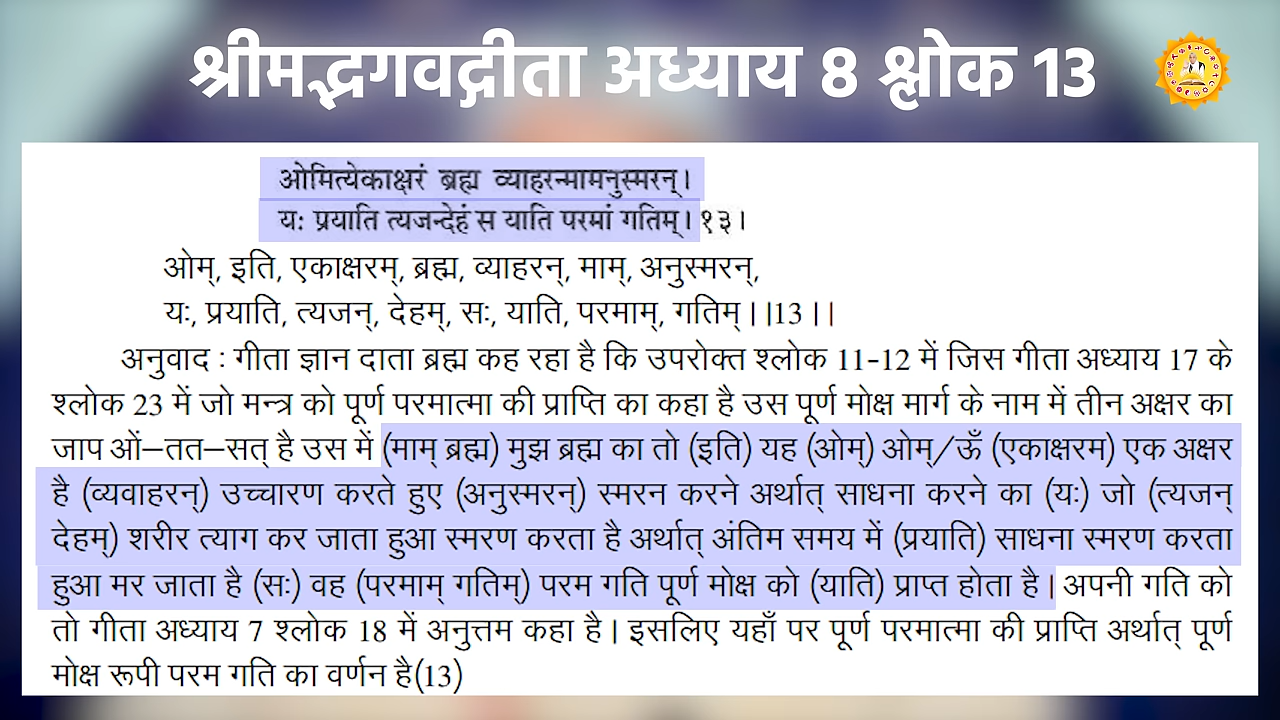 श्रीमद्भगवद्गीता अध्याय 8 श्लोक 13
ओमित्येकाक्षरं ब्रह्म व्याहरन्मामनुस्मरन्।
यः प्रयाति त्यजन्देहं स याति परमां गतिम्।१३।
ओम्, इति, एकाक्षरम्, ब्रह्म, व्याहरन्, माम्, अनुस्मरन्,
यः, प्रयाति, त्यजन्, देहम्, सः, याति, परमाम्, गतिम्।।13।।
अनुवाद : गीता ज्ञान दाता ब्रह्म कह रहा है कि उपरोक्त श्लोक 11-12 में जिस गीता अध्याय 17 के
श्लोक 23 में जो मन्त्र को पूर्ण परमात्मा की प्राप्ति का कहा है उस पूर्ण मोक्ष मार्ग के नाम में तीन अक्षर का
जाप ओं–तत–सत् है उस में (माम् ब्रह्म) मुझ ब्रह्म का तो (इति) यह (ओम्) ओम्/ऊँ (एकाक्षरम) एक अक्षर
है (व्यवाहरन्) उच्चारण करते हुए (अनुस्मरन्) स्मरन करने अर्थात् साधना करने का (यः) जो (त्यजन्
देहम्) शरीर त्याग कर जाता हुआ स्मरण करता है अर्थात् अंतिम समय में (प्रयाति) साधना स्मरण करता
हुआ मर जाता है (सः) वह (परमाम् गतिम्) परम गति पूर्ण मोक्ष को (याति) प्राप्त होता है। अपनी गति को
तो गीता अध्याय 7 श्लोक 18 में अनुत्तम कहा है। इसलिए यहाँ पर पूर्ण परमात्मा की प्राप्ति अर्थात् पूर्ण
मोक्ष रूपी परम गति का वर्णन है(13)